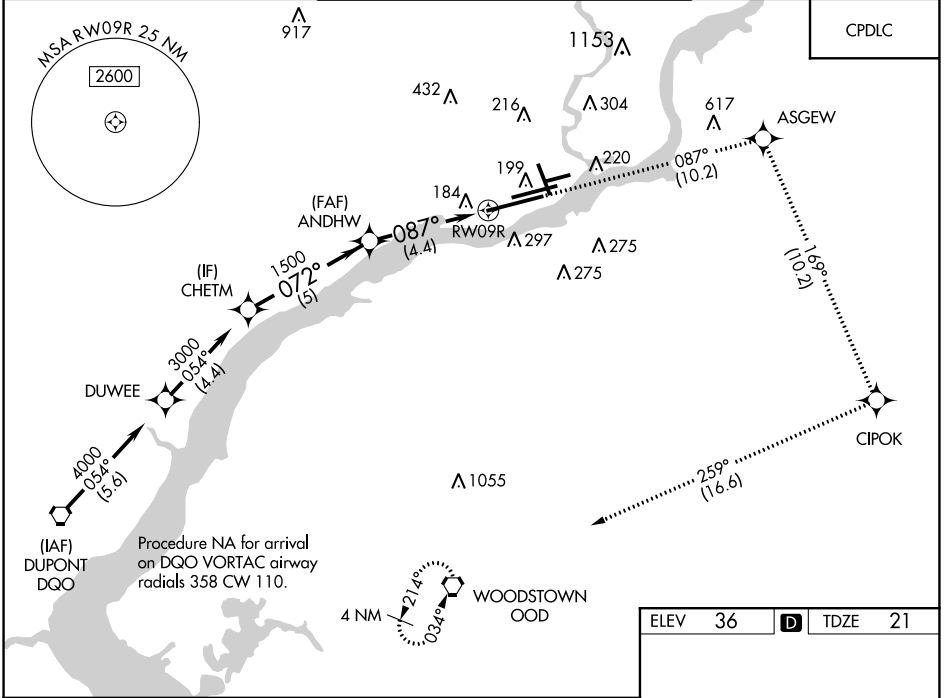 MSA RW09R 25 NM
2600
917
1153
CPDLC
432
216
304
617
ASGEW
199
220
087°
(10.2)
184
(FAF)
ANDHW
087°
(4.4)
RW09R
297
275
275
169°
(10.2)
(IF)
CHETM
1500
072°
(5)
3000
054°
(4.4)
DUWEE
4000
054°
(5.6)
CIPOK
259°
(16.6)
1055
(IAF)
DUPONT
DQO
Procedure NA for arrival
on DQO VORTAC airway
radials 358 CW 110.
4 NM
214°
034°
WOODSTOWN
OOD
ELEV 36 D TDZE 21